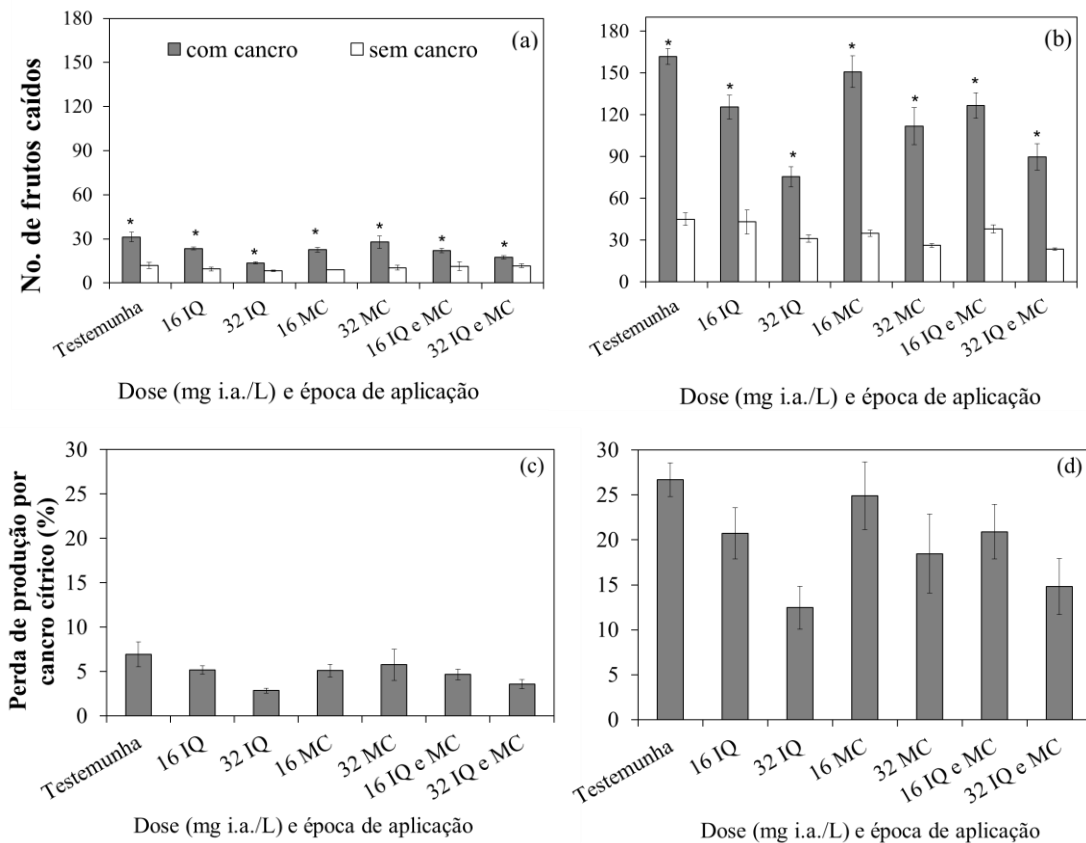 180
150
120
90
60
30
0
No. de frutos caídos
com cancro
sem cancro
(a)
* * * * * * *
Testemunha
16 IQ
32 IQ
16 MC
32 MC
16 IQ e MC
32 IQ e MC
Dose (mg i.a./L) e época de aplicação
180
150
120
90
60
30
0
(b)
* * * * * * *
Testemunha
16 IQ
32 IQ
16 MC
32 MC
16 IQ e MC
32 IQ e MC
Dose (mg i.a./L) e época de aplicação
30
25
20
15
10
5
0
Perda de produção por
cancro cítrico (%)
(c)
Testemunha
16 IQ
32 IQ
16 MC
32 MC
16 IQ e MC
32 IQ e MC
Dose (mg i.a./L) e época de aplicação
30
25
20
15
10
5
0
(d)
Testemunha
16 IQ
32 IQ
16 MC
32 MC
16 IQ e MC
32 IQ e MC
Dose (mg i.a./L) e época de aplicação